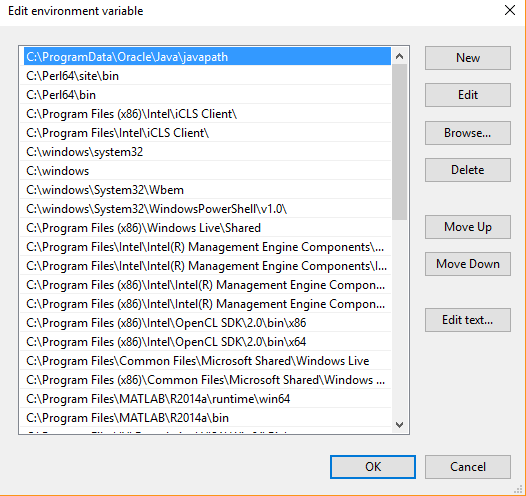 Edit environment variable
C:\ProgramData\Oracle\Java\javapath
C:\Perl64\site\bin
C:\Perl64\bin
C:\Program Files (x86)\Intel\iCLS Client\
C:\Program Files\Intel\iCLS Client\
C:\windows\system32
C:\windows
C:\windows\System32\Wbem
C:\windows\System32\WindowsPowerShell\v1.0\
C:\Program Files (x86)\Windows Live\Shared
C:\Program Files\Intel\Intel(R) Management Engine Components\...
C:\Program Files\Intel\Intel(R) Management Engine Components\I...
C:\Program Files (x86)\Intel\Intel(R) Management Engine Compon...
C:\Program Files (x86)\Intel\Intel(R) Management Engine Compon...
C:\Program Files (x86)\Intel\OpenCL SDK\2.0\bin\x86
C:\Program Files (x86)\Intel\OpenCL SDK\2.0\bin\x64
C:\Program Files\Common Files\Microsoft Shared\Windows Live
C:\Program Files (x86)\Common Files\Microsoft Shared\Windows ...
C:\Program Files\MATLAB\R2014a\runtime\win64
C:\Program Files\MATLAB\R2014a\bin
New
Edit
Browse...
Delete
Move Up
Move Down
Edit text...
OK
Cancel